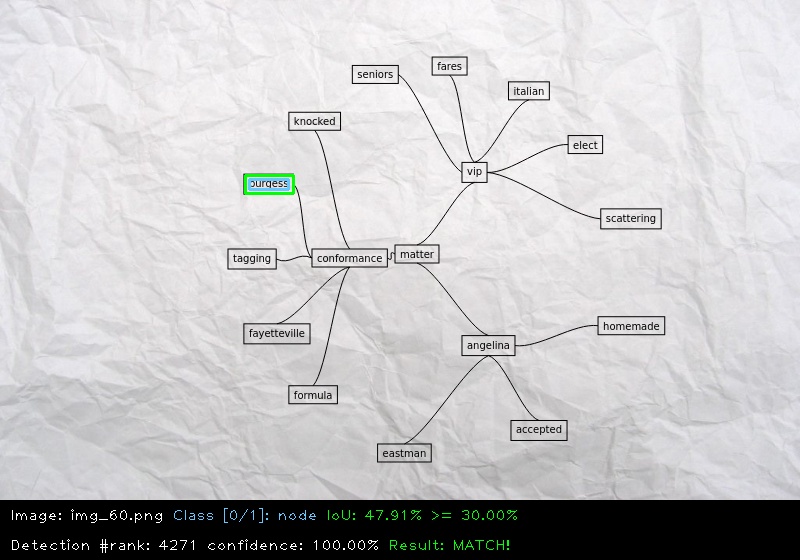 fares
seniors
italian
knocked
elect
vip
burgess
scattering
matter
conformance
tagging
homemade
fayetteville
angelina
formula
accepted
eastman
Image: img_60.png Class [0/1]: node IoU: 47.91% >= 30.00%
Detection #rank: 4271 confidence: 100.00% Result: MATCH!